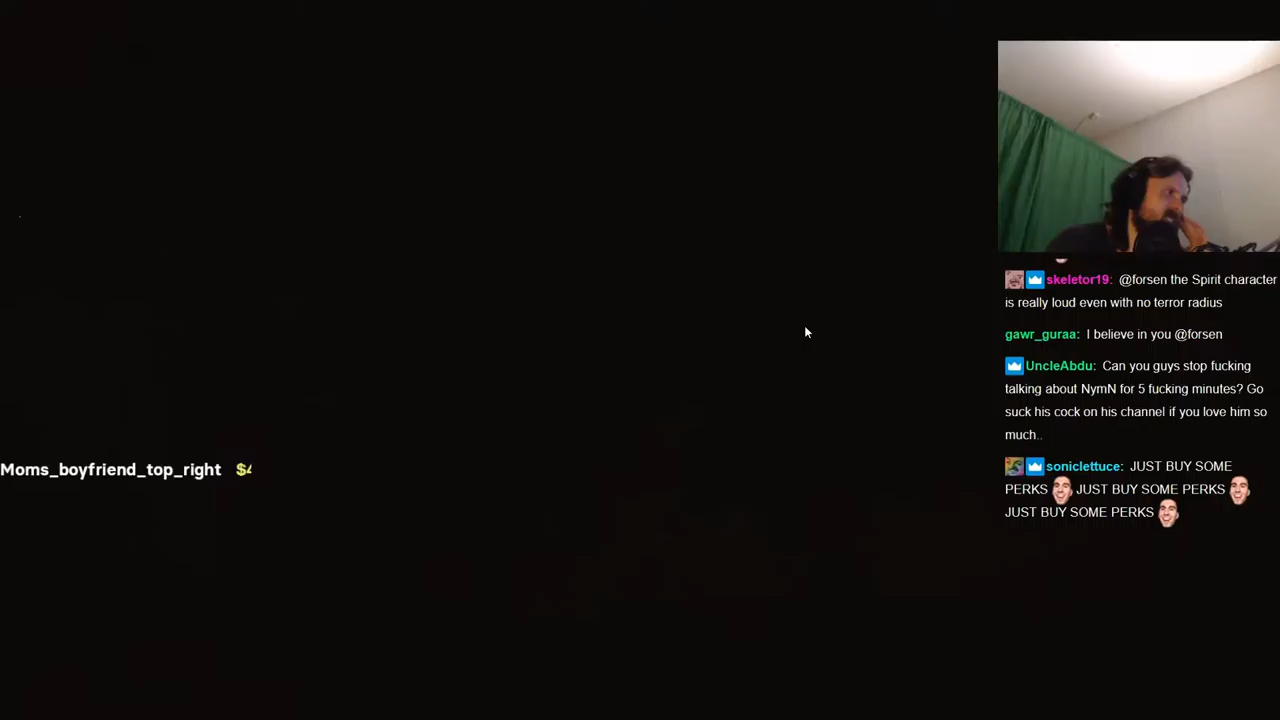 skeletor19: @forsen the Spirit character
is really loud even with no terror radius
gawr_guraa: I believe in you @forsen
UncleAbdu: Can you guys stop fucking
talking about NymN for 5 fucking minutes? Go
suck his cock on his channel if you love him so
much..
Moms_boyfriend_top_right $4
soniclettuce: JUST BUY SOME
PERKS JUST BUY SOME PERKS
JUST BUY SOME PERKS